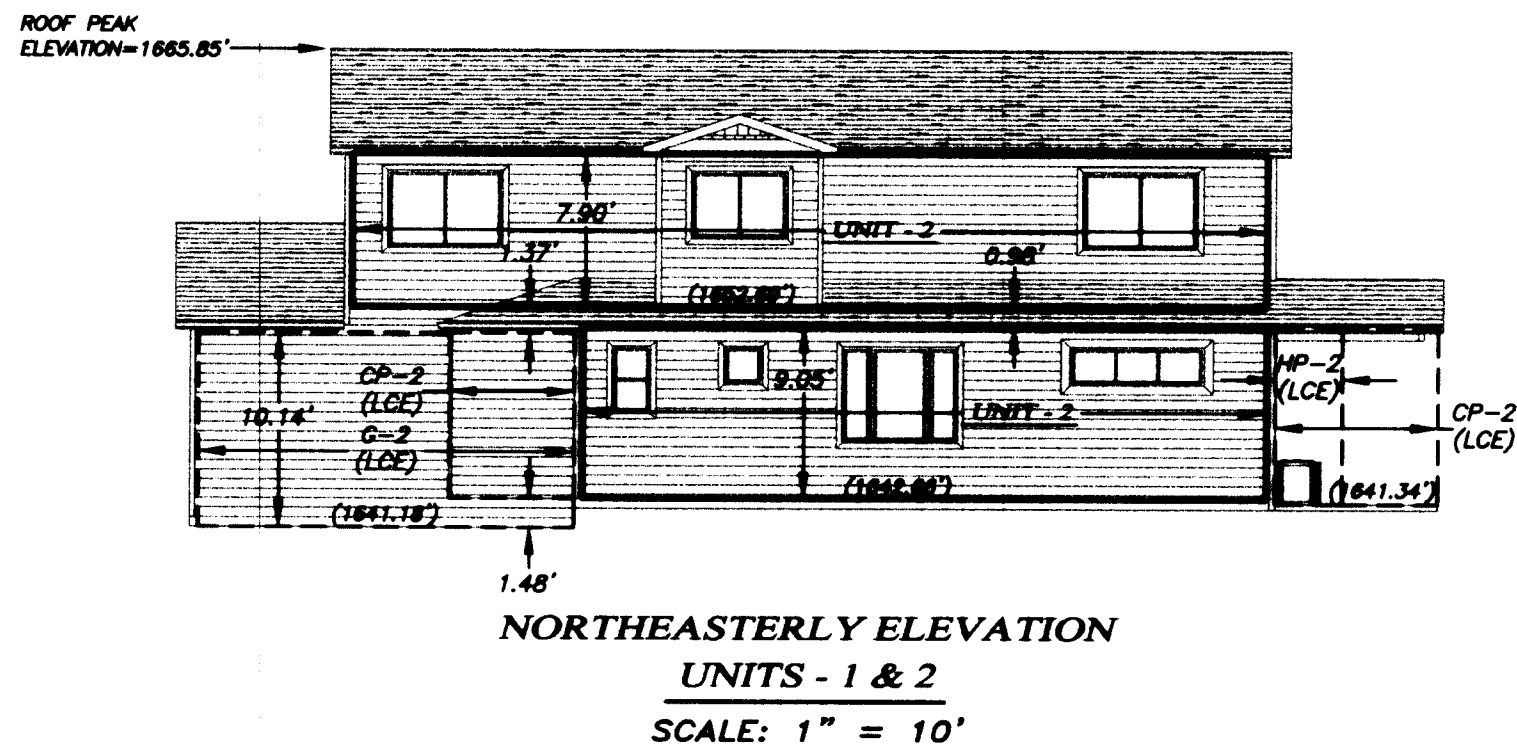 ROOF PEAK
ELEVATION=1665.85'
7.90'
UNIT - 2
1.37'
0.98'
CP-2
(LCE)
10.14'
G-2
(LCE)
9.05'
UNIT - 2
HP-2
(LCE)
CP-2
(LCE)
(1641.18')
(1641.34')
1.48'
NORTHEASTERLY ELEVATION
UNITS - 1 & 2
SCALE: 1" = 10'